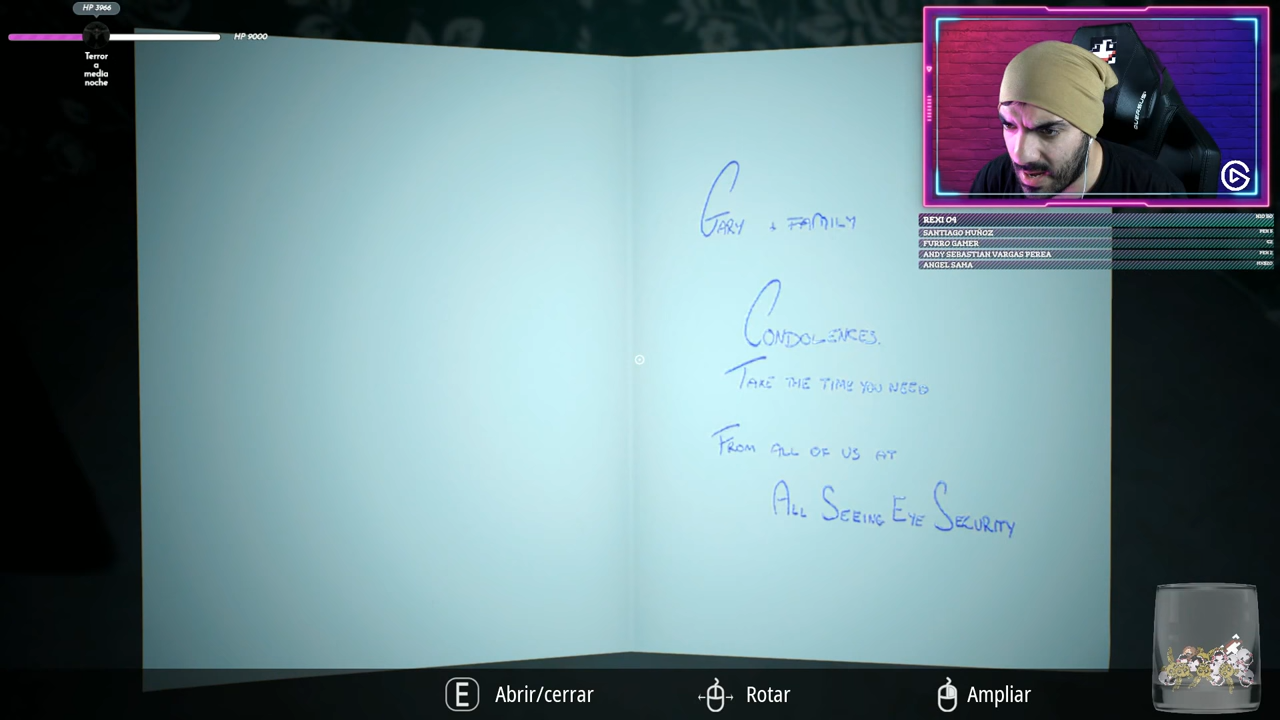 HP 3966
HP 9000
Terror
a
media
noche
GARY & FAMILY
CONDOLENCES.
TAKE THE TIME YOU NEED
FROM ALL OF US AT
ALL SEEING EYE SECURITY
REXI 04
SANTIAGO MUÑOZ
FURRO GAMER
ANDY SEBASTIAN VARGAS PEREA
ANGEL SAMA
E Abrir/cerrar
Rotar
Ampliar